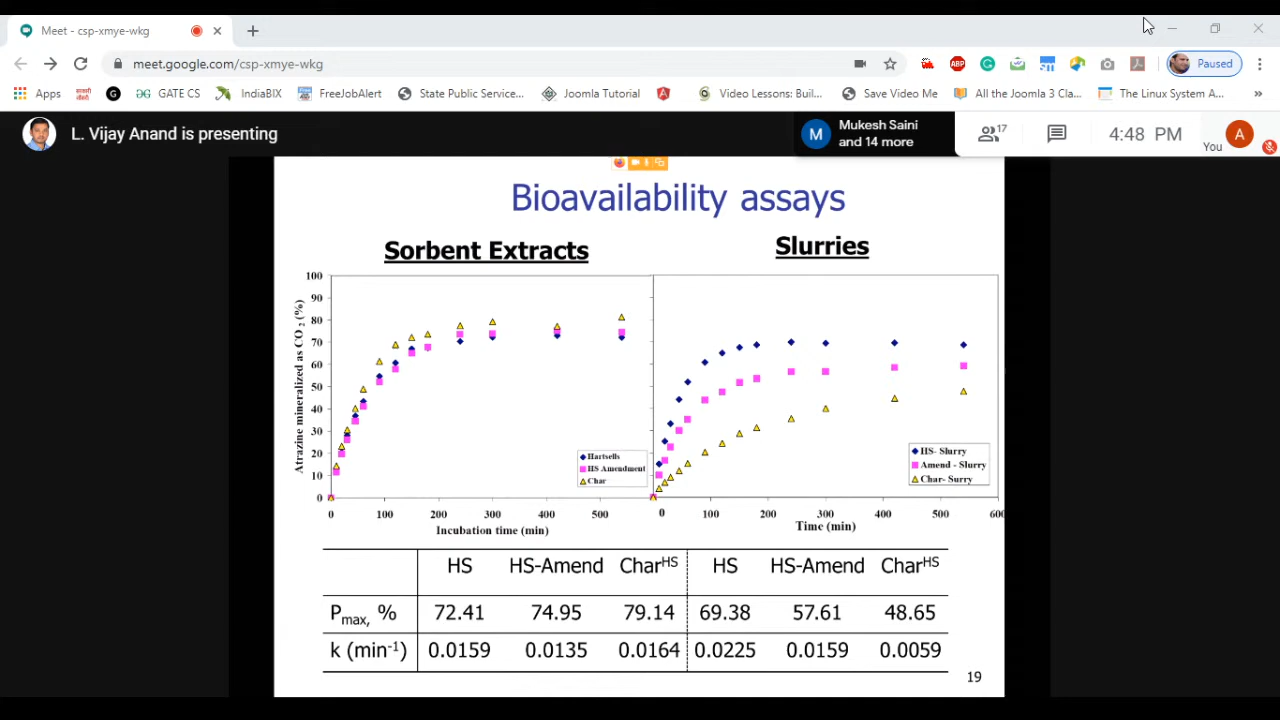 Meet - csp-xmye-wkg
meet.google.com/csp-xmye-wkg
ABP
Paused
Apps
G
GATE CS
IndiaBIX
FreeJobAlert
State Public Service...
Joomla Tutorial
Video Lessons: Buil...
Save Video Me
All the Joomla 3 Cla...
The Linux System A...
»
L. Vijay Anand is presenting
M
Mukesh Saini
and 14 more
17
4:48 PM
You
A
Bioavailability assays
Sorbent Extracts
Slurries
Atrazine mineralized as CO2 (%)
100
90
80
70
60
50
40
30
20
10
0
Hartsells
HS Amendment
Char
0 100 200 300 400 500
Incubation time (min)
HS- Slurry
Amend - Slurry
Char- Surry
0 100 200 300 400 500 600
Time (min)
HS HS-Amend CharHS HS HS-Amend CharHS
Pmax, % 72.41 74.95 79.14 69.38 57.61 48.65
k (min-1) 0.0159 0.0135 0.0164 0.0225 0.0159 0.0059
19